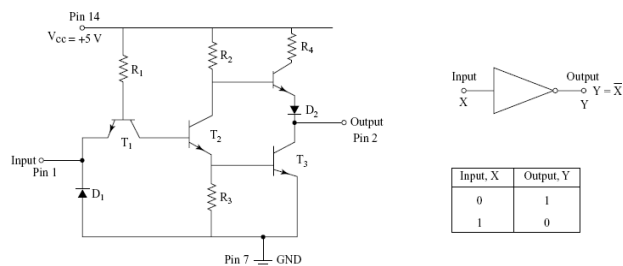 Pin 14
V_CC = +5 V
R₁
R₂
R₄
D₂
Output
Pin 2
T₁
T₂
T₃
Input
Pin 1
D₁
R₃
Pin 7
GND
Input
X
Output
Y
Y = X̅
Input, X Output, Y
0 1
1 0